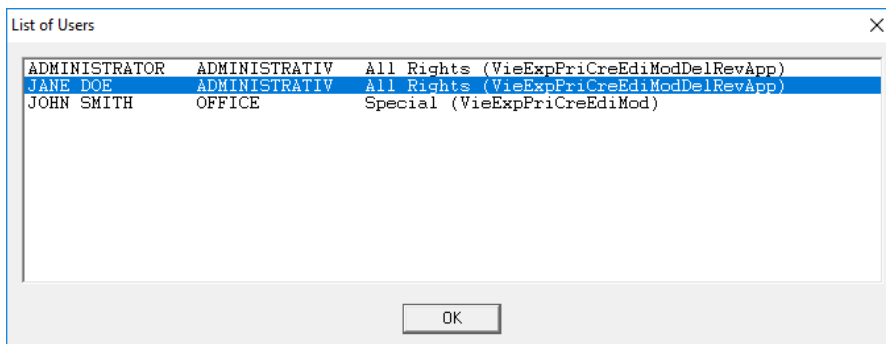 List of Users
ADMINISTRATOR ADMINISTRATIV All Rights (VieExpPriCreEdiModDelRevApp)
JANE DOE ADMINISTRATIV All Rights (VieExpPriCreEdiModDelRevApp)
JOHN SMITH OFFICE Special (VieExpPriCreEdiMod)
OK